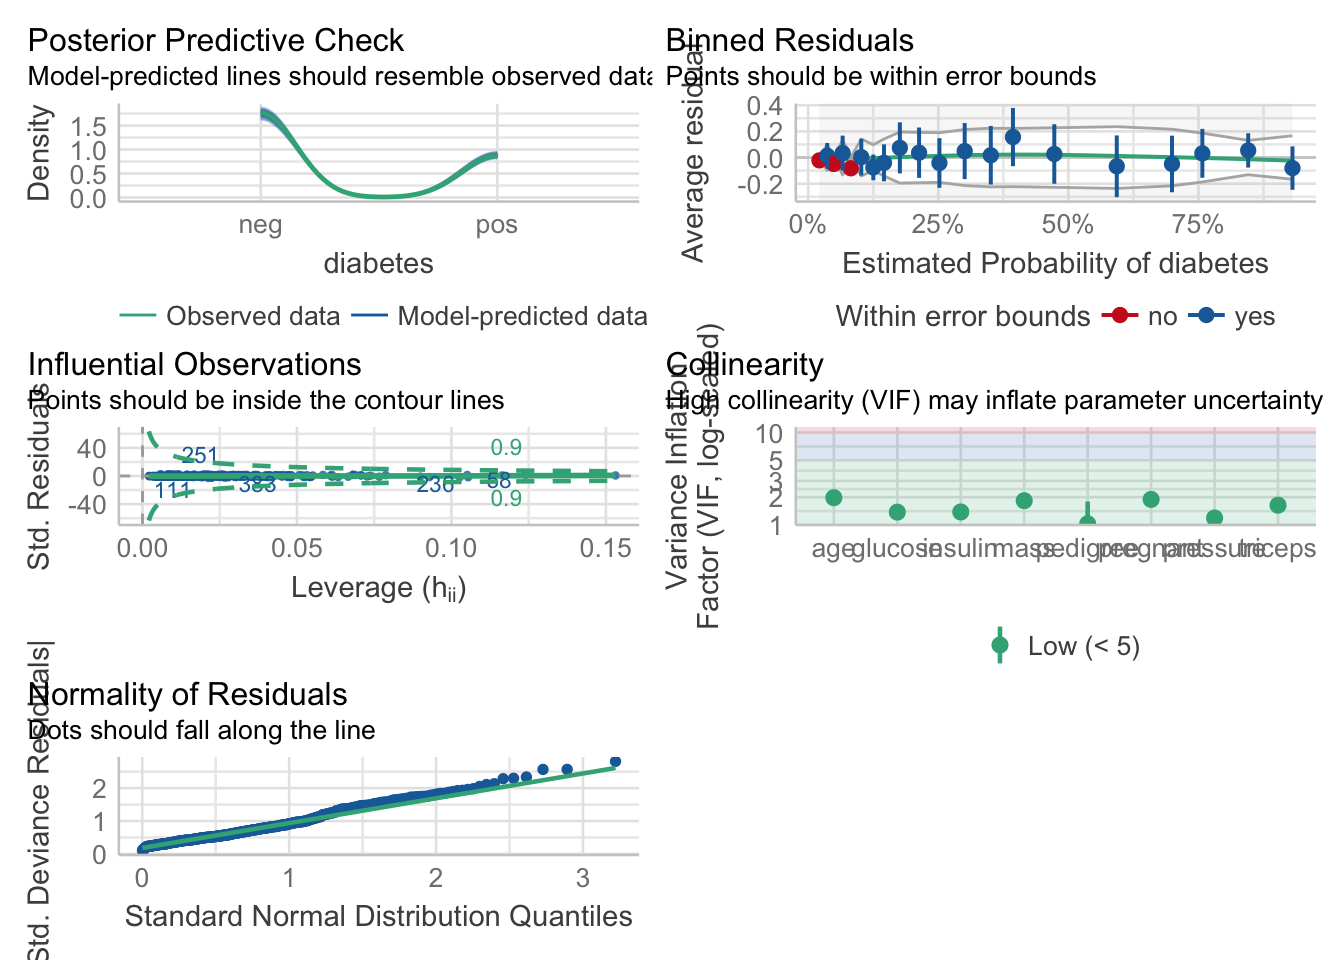 Posterior Predictive Check
Model-predicted lines should resemble observed data
Density
1.5
1.0
0.5
0.0
neg
pos
diabetes
Observed data
Model-predicted data
Binned Residuals
Points should be within error bounds
Average residual
0.4
0.2
0.0
-0.2
0%
25%
50%
75%
Estimated Probability of diabetes
Within error bounds
no
yes
Influential Observations
Points should be inside the contour lines
Std. Residuals
40
0
-40
251
111
383
236
58
0.9
0.9
0.00
0.05
0.10
0.15
Leverage (hii)
Collinearity
High collinearity (VIF) may inflate parameter uncertainty
Variance Inflation
Factor (VIF, log-scaled)
10
5
3
2
1
age
glucose
insulin
mass
pedigree
pregnant
pressure
triceps
Low (< 5)
Normality of Residuals
Dots should fall along the line
Std. Deviance Residuals|
2
1
0
0
1
2
3
Standard Normal Distribution Quantiles